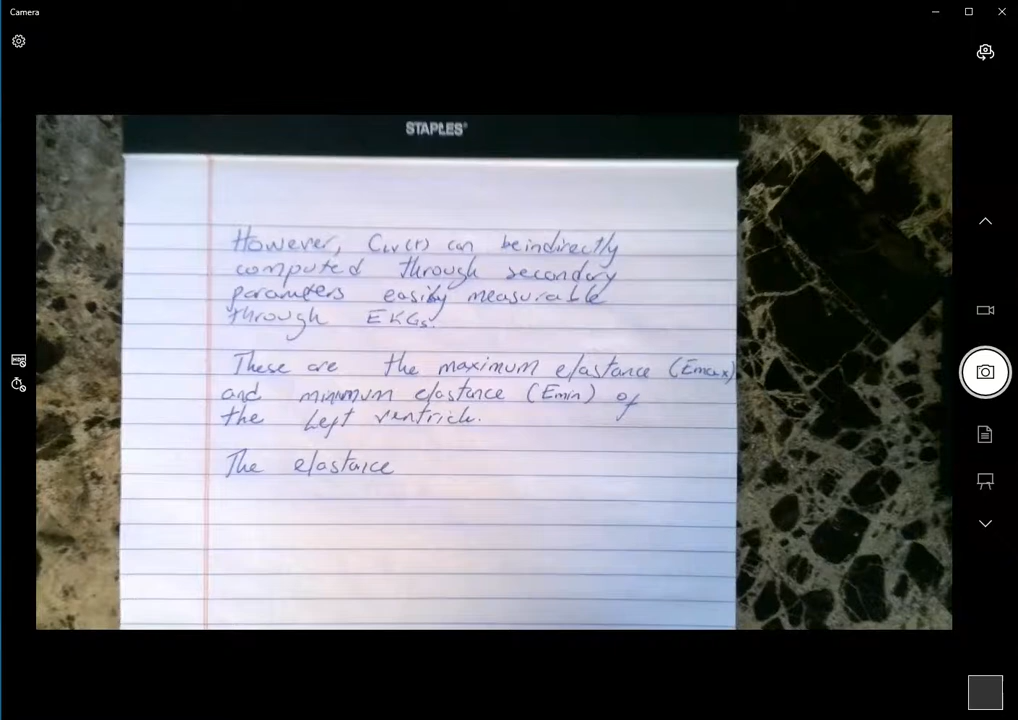 Camera
STAPLES
However, CLV(t) can beindirectly
computed through secondary
parameters easily measurable
through EKGs.
These are the maximum elastance (Emax)
and minimum elastance (Emin) of
the Left ventricle.
The elastance